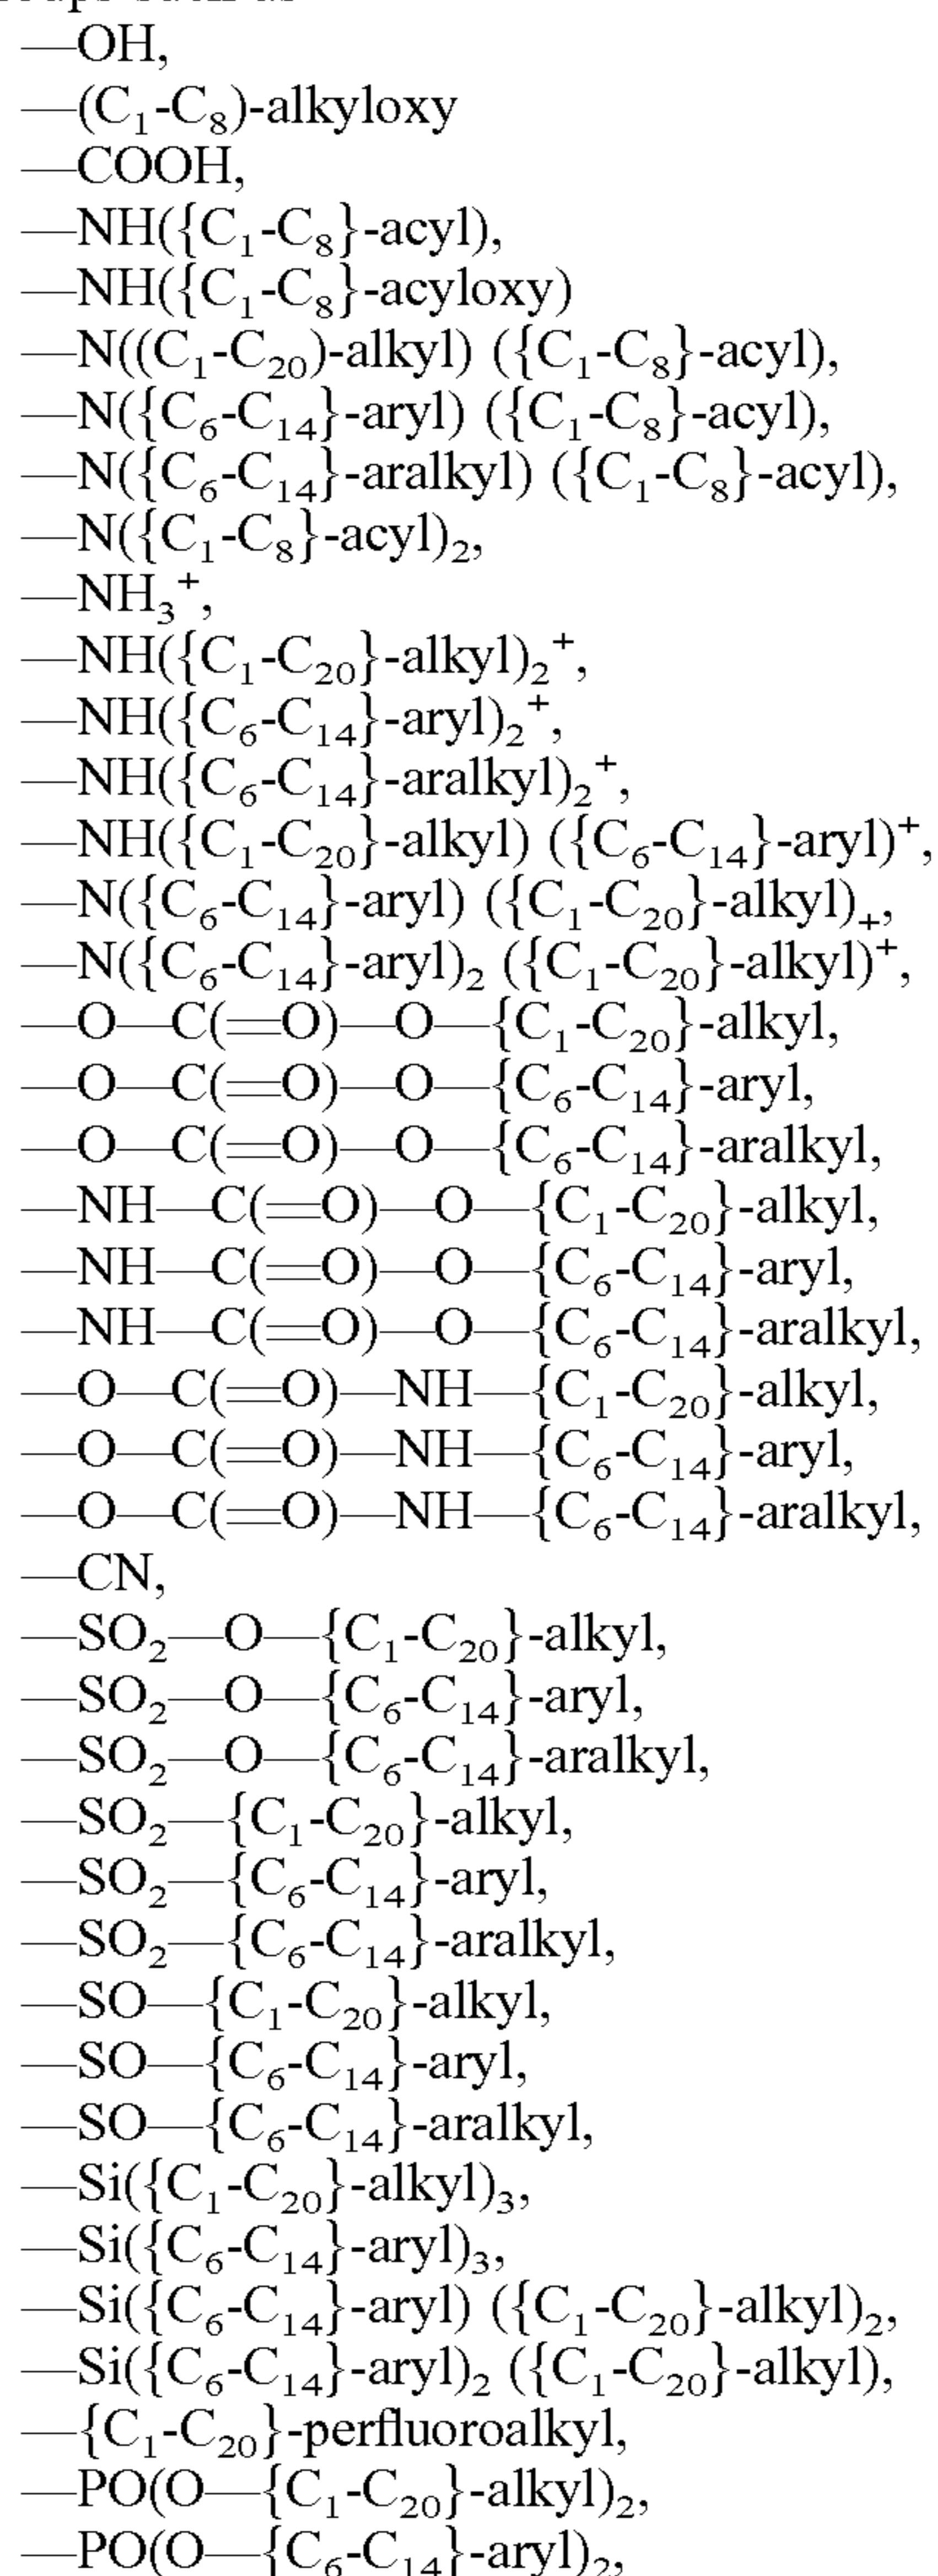 such as
—OH,
—(C₁-C₈)-alkyloxy
—COOH,
—NH({C₁-C₈}-acyl),
—NH({C₁-C₈}-acyloxy)
—N((C₁-C₂₀)-alkyl) ({C₁-C₈}-acyl),
—N({C₆-C₁₄}-aryl) ({C₁-C₈}-acyl),
—N({C₆-C₁₄}-aralkyl) ({C₁-C₈}-acyl),
—N({C₁-C₈}-acyl)₂,
—NH₃⁺,
—NH({C₁-C₂₀}-alkyl)₂⁺,
—NH({C₆-C₁₄}-aryl)₂⁺,
—NH({C₆-C₁₄}-aralkyl)₂⁺,
—NH({C₁-C₂₀}-alkyl) ({C₆-C₁₄}-aryl)⁺,
—N({C₆-C₁₄}-aryl) ({C₁-C₂₀}-alkyl)₊,
—N({C₆-C₁₄}-aryl)₂ ({C₁-C₂₀}-alkyl)⁺,
—O—C(=O)—O—{C₁-C₂₀}-alkyl,
—O—C(=O)—O—{C₆-C₁₄}-aryl,
—O—C(=O)—O—{C₆-C₁₄}-aralkyl,
—NH—C(=O)—O—{C₁-C₂₀}-alkyl,
—NH—C(=O)—O—{C₆-C₁₄}-aryl,
—NH—C(=O)—O—{C₆-C₁₄}-aralkyl,
—O—C(=O)—NH—{C₁-C₂₀}-alkyl,
—O—C(=O)—NH—{C₆-C₁₄}-aryl,
—O—C(=O)—NH—{C₆-C₁₄}-aralkyl,
—CN,
—SO₂—O—{C₁-C₂₀}-alkyl,
—SO₂—O—{C₆-C₁₄}-aryl,
—SO₂—O—{C₆-C₁₄}-aralkyl,
—SO₂—{C₁-C₂₀}-alkyl,
—SO₂—{C₆-C₁₄}-aryl,
—SO₂—{C₆-C₁₄}-aralkyl,
—SO—{C₁-C₂₀}-alkyl,
—SO—{C₆-C₁₄}-aryl,
—SO—{C₆-C₁₄}-aralkyl,
—Si({C₁-C₂₀}-alkyl)₃,
—Si({C₆-C₁₄}-aryl)₃,
—Si({C₆-C₁₄}-aryl) ({C₁-C₂₀}-alkyl)₂,
—Si({C₆-C₁₄}-aryl)₂ ({C₁-C₂₀}-alkyl),
—{C₁-C₂₀}-perfluoroalkyl,
—PO(O—{C₁-C₂₀}-alkyl)₂,
—PO(O—{C₆-C₁₄}-aryl)₂,